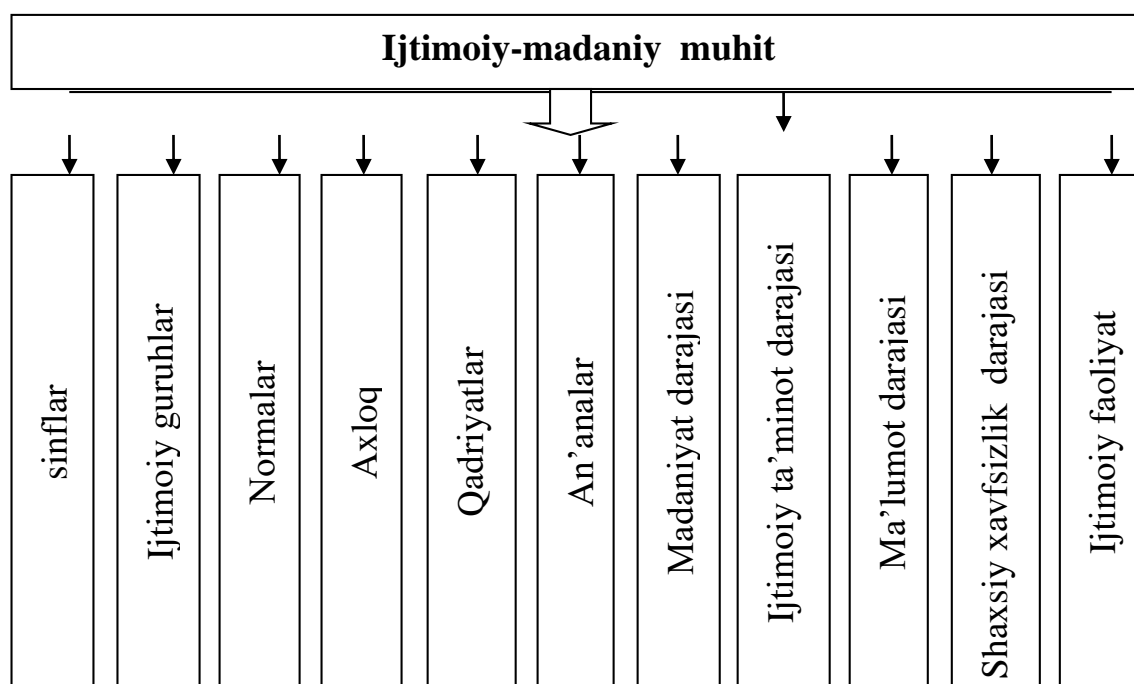 Ijtimoiy-madaniy muhit
sinflar
Ijtimoiy guruhlar
Normalar
Axloq
Qadriyatlar
An’analar
Madaniyat darajasi
Ijtimoiy ta’minot darajasi
Ma’lumot darajasi
Shaxsiy xavfsizlik darajasi
Ijtimoiy faoliyat